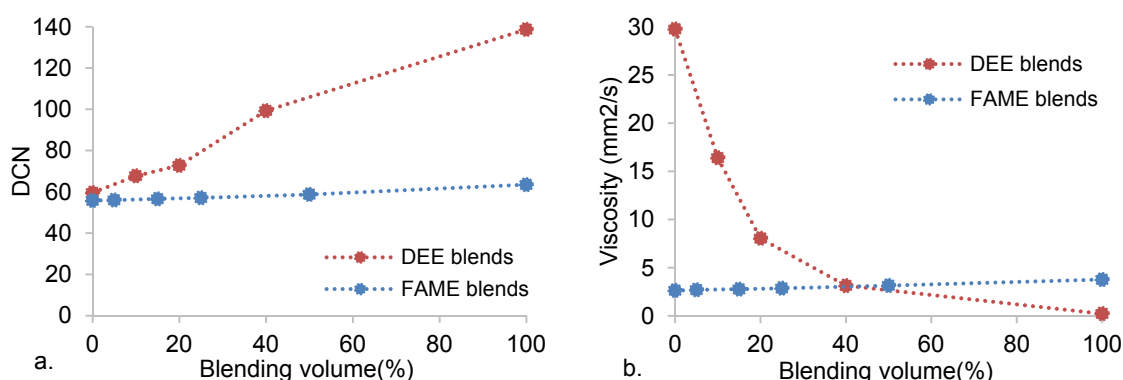 140
120
100
80
60
40
20
0
DCN
DEE blends
FAME blends
0 20 40 60 80 100
Blending volume(%)
a.
35
30
25
20
15
10
5
0
Viscosity (mm2/s)
DEE blends
FAME blends
0 20 40 60 80 100
Blending volume(%)
b.